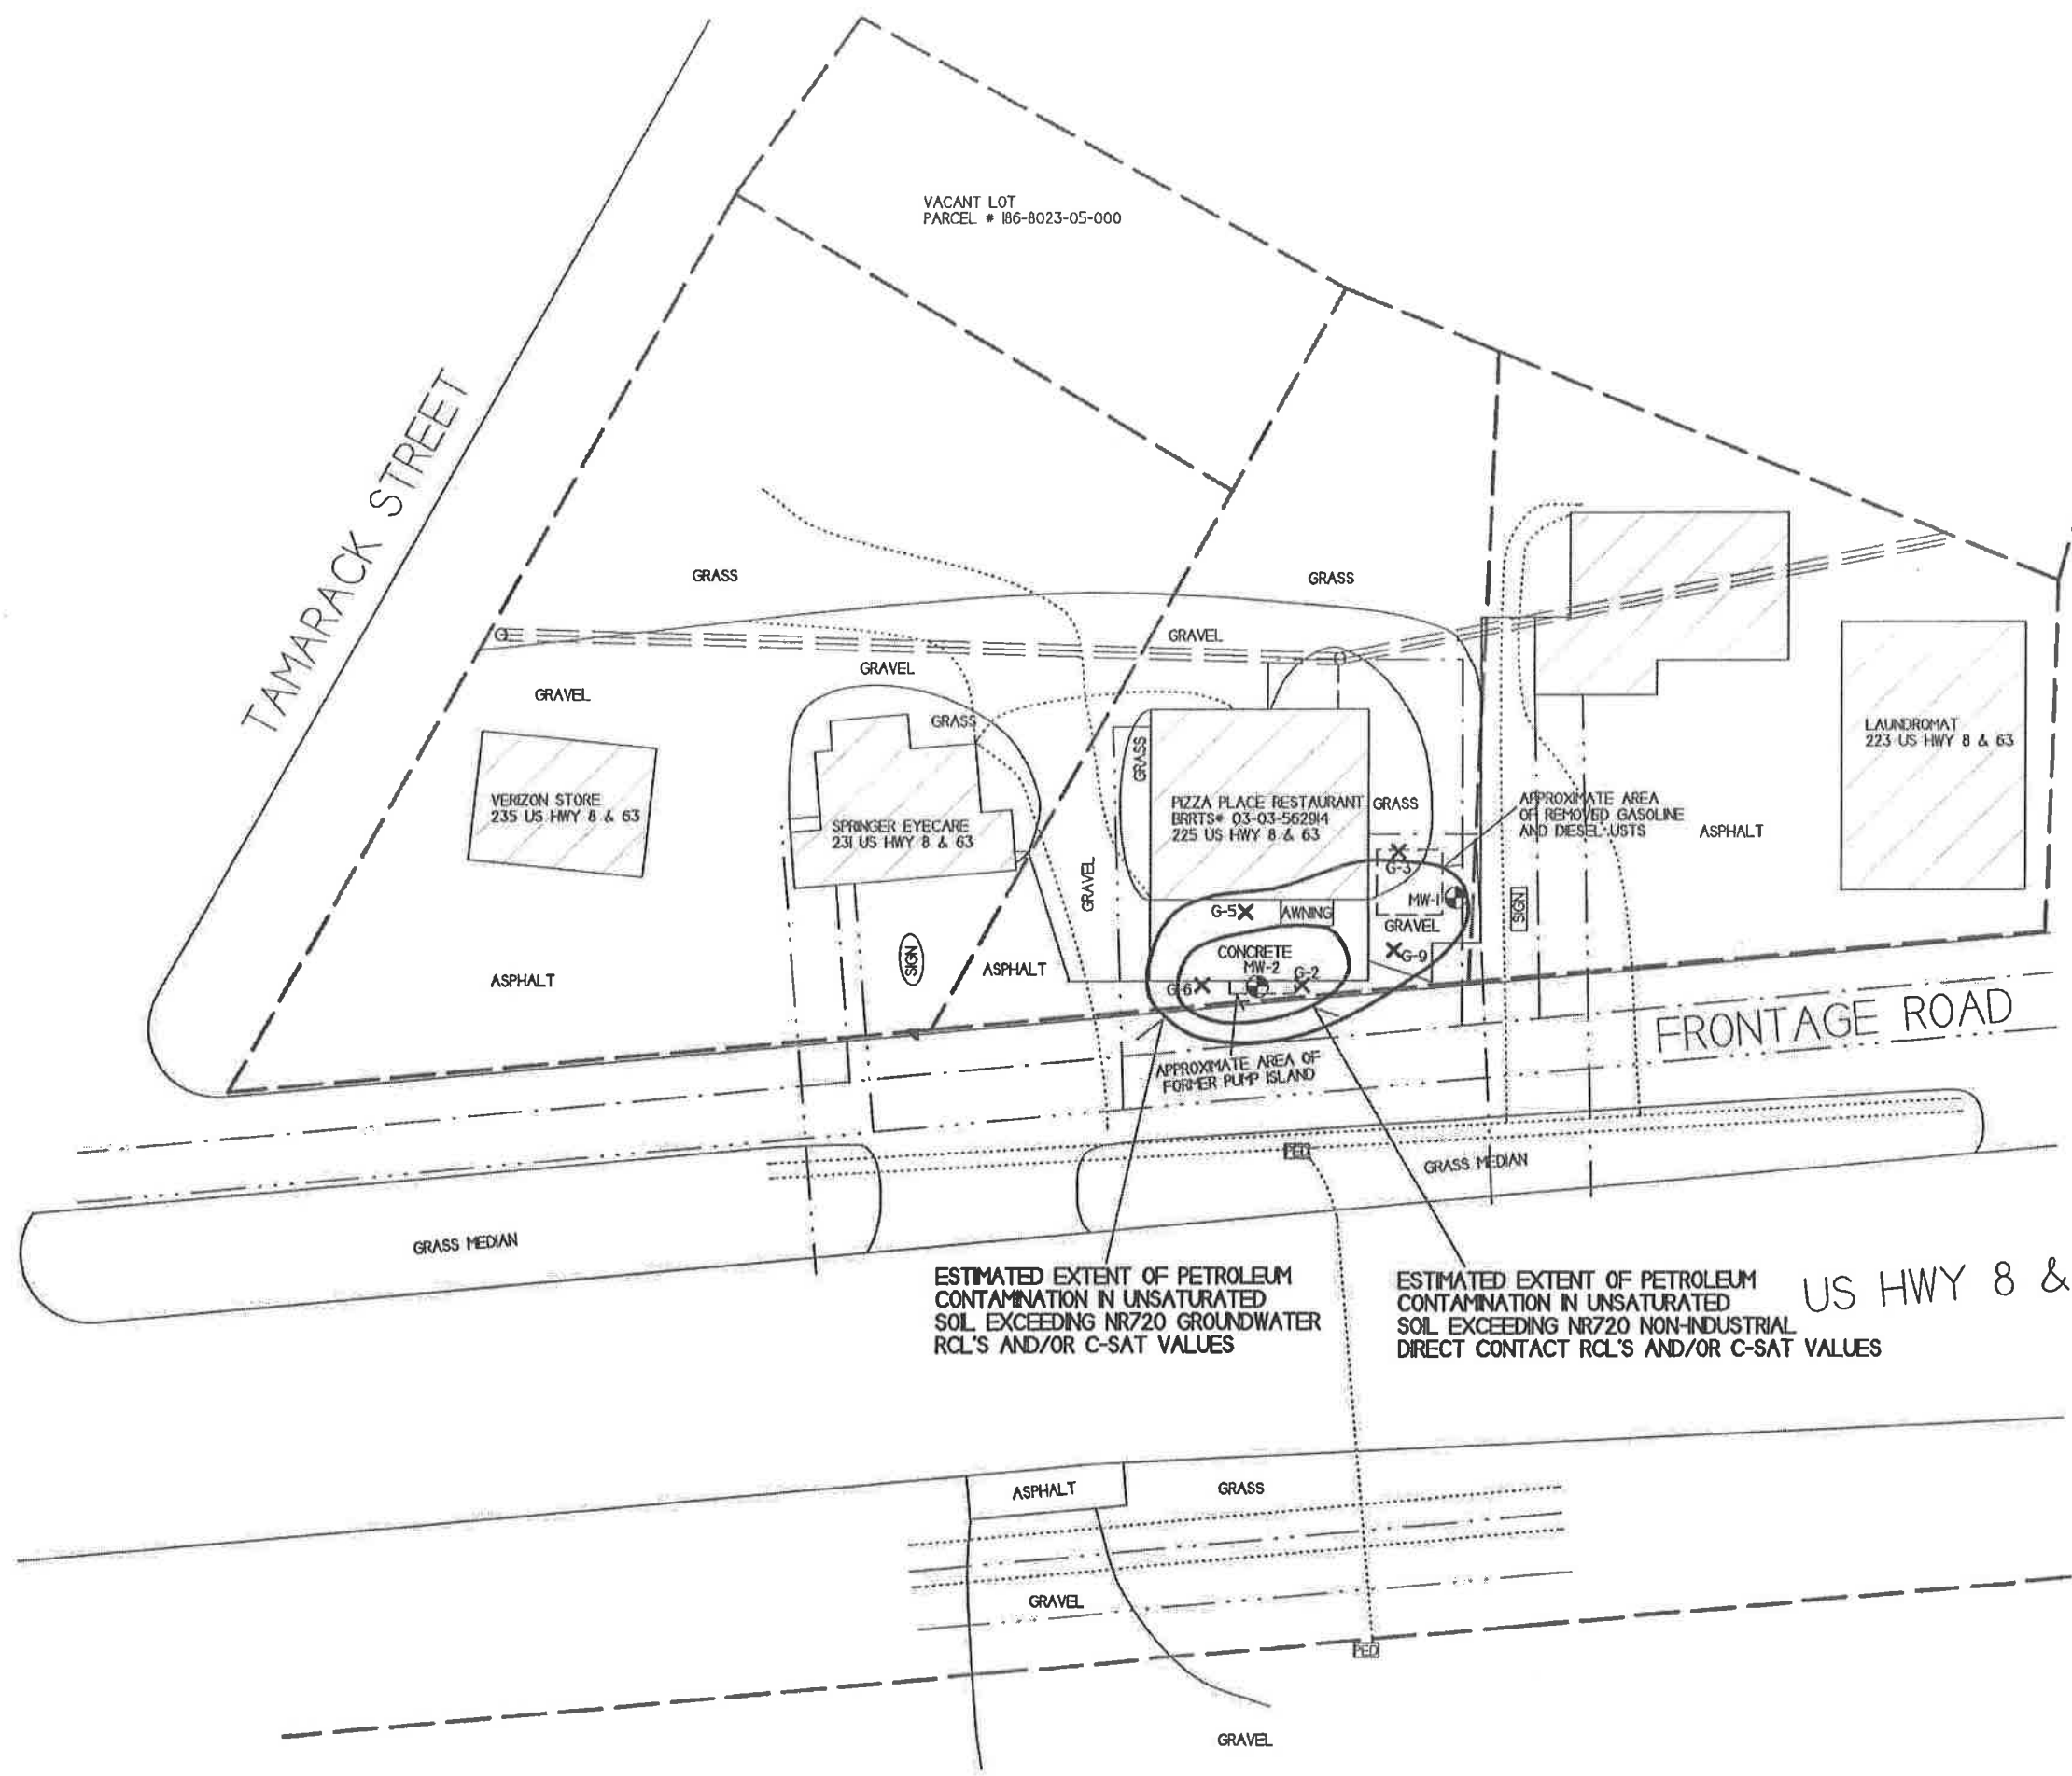 VACANT LOT
PARCEL # 186-8023-05-000
TAMARACK STREET
GRASS
GRASS
GRAVEL
GRAVEL
GRAVEL
GRASS
GRASS
LAUNDROMAT
223 US HWY 8 & 63
VERIZON STORE
235 US HWY 8 & 63
SPRINGER EYECARE
231 US HWY 8 & 63
PIZZA PLACE RESTAURANT
BRRTS# 03-03-562914
225 US HWY 8 & 63
GRASS
APPROXIMATE AREA
OF REMOVED GASOLINE
AND DIESEL USTS
ASPHALT
GRAVEL
G-3
MW-1
G-5
AWNING
GRAVEL
SIGN
SIGN
CONCRETE
MW-2
G-2
G-9
G-6
ASPHALT
ASPHALT
FRONTAGE ROAD
APPROXIMATE AREA OF
FORMER PUMP ISLAND
PED
GRASS MEDIAN
GRASS MEDIAN
ESTIMATED EXTENT OF PETROLEUM
CONTAMINATION IN UNSATURATED
SOIL EXCEEDING NR720 GROUNDWATER
RCL'S AND/OR C-SAT VALUES
ESTIMATED EXTENT OF PETROLEUM
CONTAMINATION IN UNSATURATED
SOIL EXCEEDING NR720 NON-INDUSTRIAL
DIRECT CONTACT RCL'S AND/OR C-SAT VALUES
US HWY 8 &
ASPHALT
GRASS
GRAVEL
PED
GRAVEL